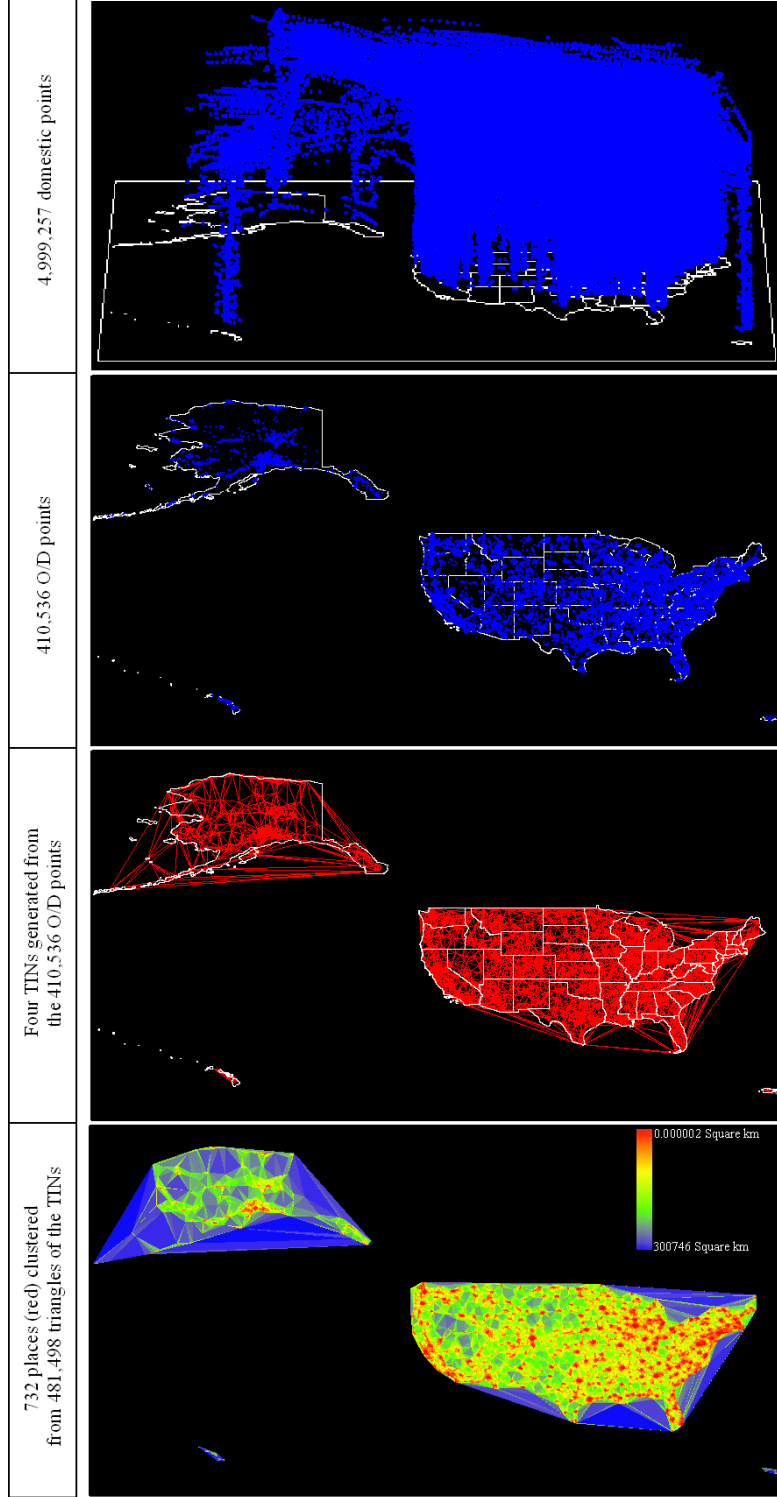 4,999,257 domestic points
410,536 O/D points
Four TINs generated from
the 410,536 O/D points
732 places (red) clustered
from 481,498 triangles of the TINs
0.000002 Square km
300746 Square km